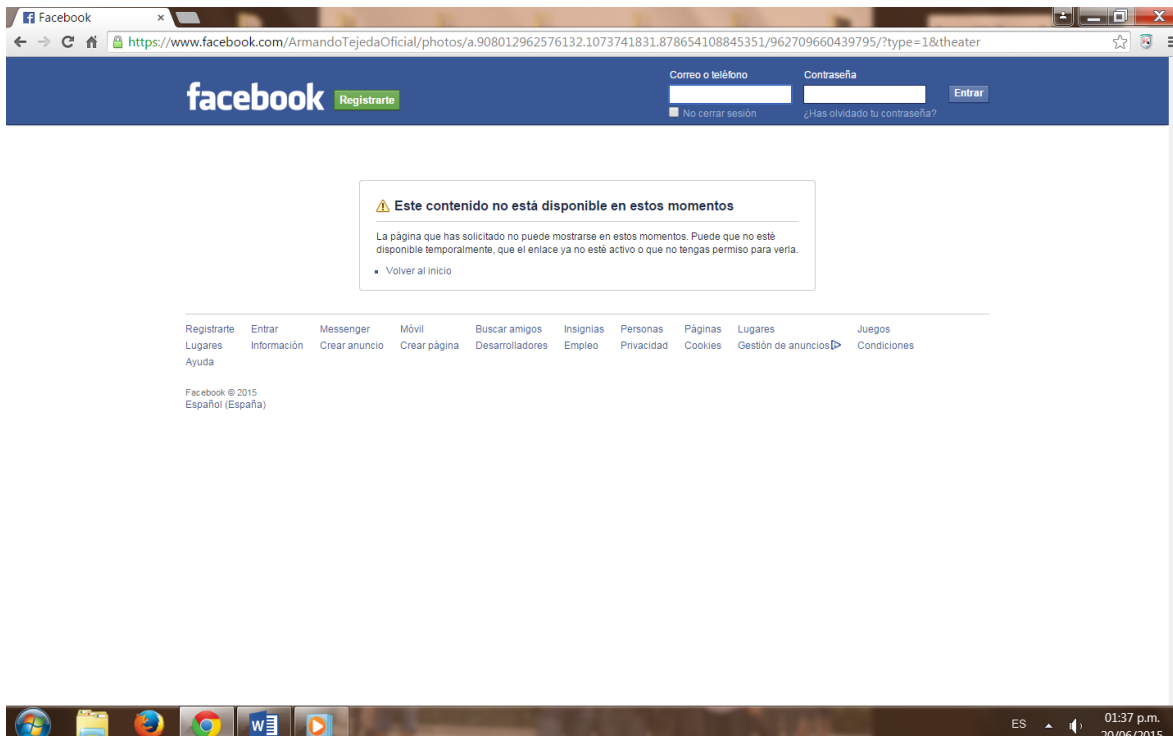 Facebook
https://www.facebook.com/ArmandoTejedaOficial/photos/a.908012962576132.1073741831.878654108845351/962709660439795/?type=1&theater
facebook Registrarte
Correo o teléfono Contraseña
Entrar
No cerrar sesión ¿Has olvidado tu contraseña?
Este contenido no está disponible en estos momentos
La página que has solicitado no puede mostrarse en estos momentos. Puede que no esté
disponible temporalmente, que el enlace ya no esté activo o que no tengas permiso para verla.
Volver al inicio
Registrarte Entrar Messenger Móvil Buscar amigos Insignias Personas Páginas Lugares Juegos
Lugares Información Crear anuncio Crear página Desarrolladores Empleo Privacidad Cookies Gestión de anuncios Condiciones
Ayuda
Facebook © 2015
Español (España)
ES 01:37 p.m.
20/06/2015